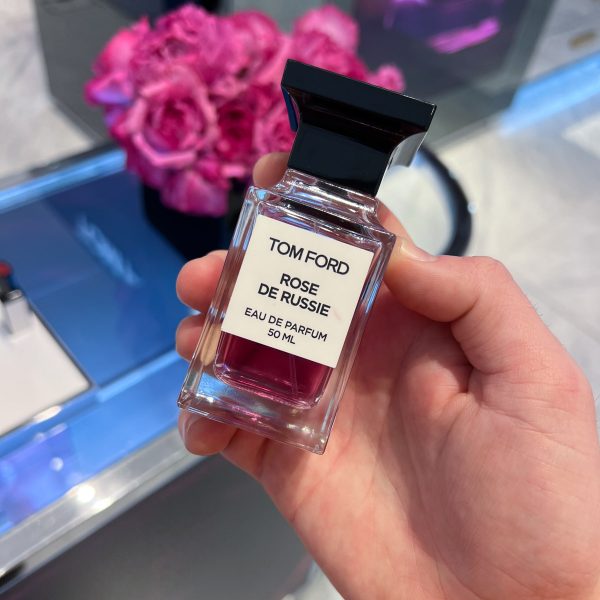 TOM FORD
ROSE
DE RUSSIE
EAU DE PARFUM
50 ML